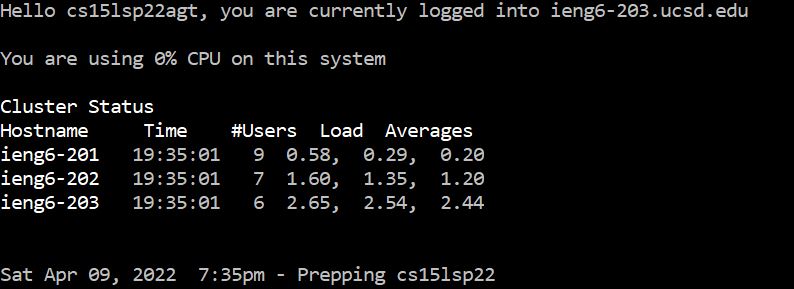 Hello cs15lsp22agt, you are currently logged into ieng6-203.ucsd.edu
You are using 0% CPU on this system
Cluster Status
Hostname     Time    #Users  Load  Averages
ieng6-201   19:35:01   9  0.58,  0.29,  0.20
ieng6-202   19:35:01   7  1.60,  1.35,  1.20
ieng6-203   19:35:01   6  2.65,  2.54,  2.44
Sat Apr 09, 2022  7:35pm - Prepping cs15lsp22